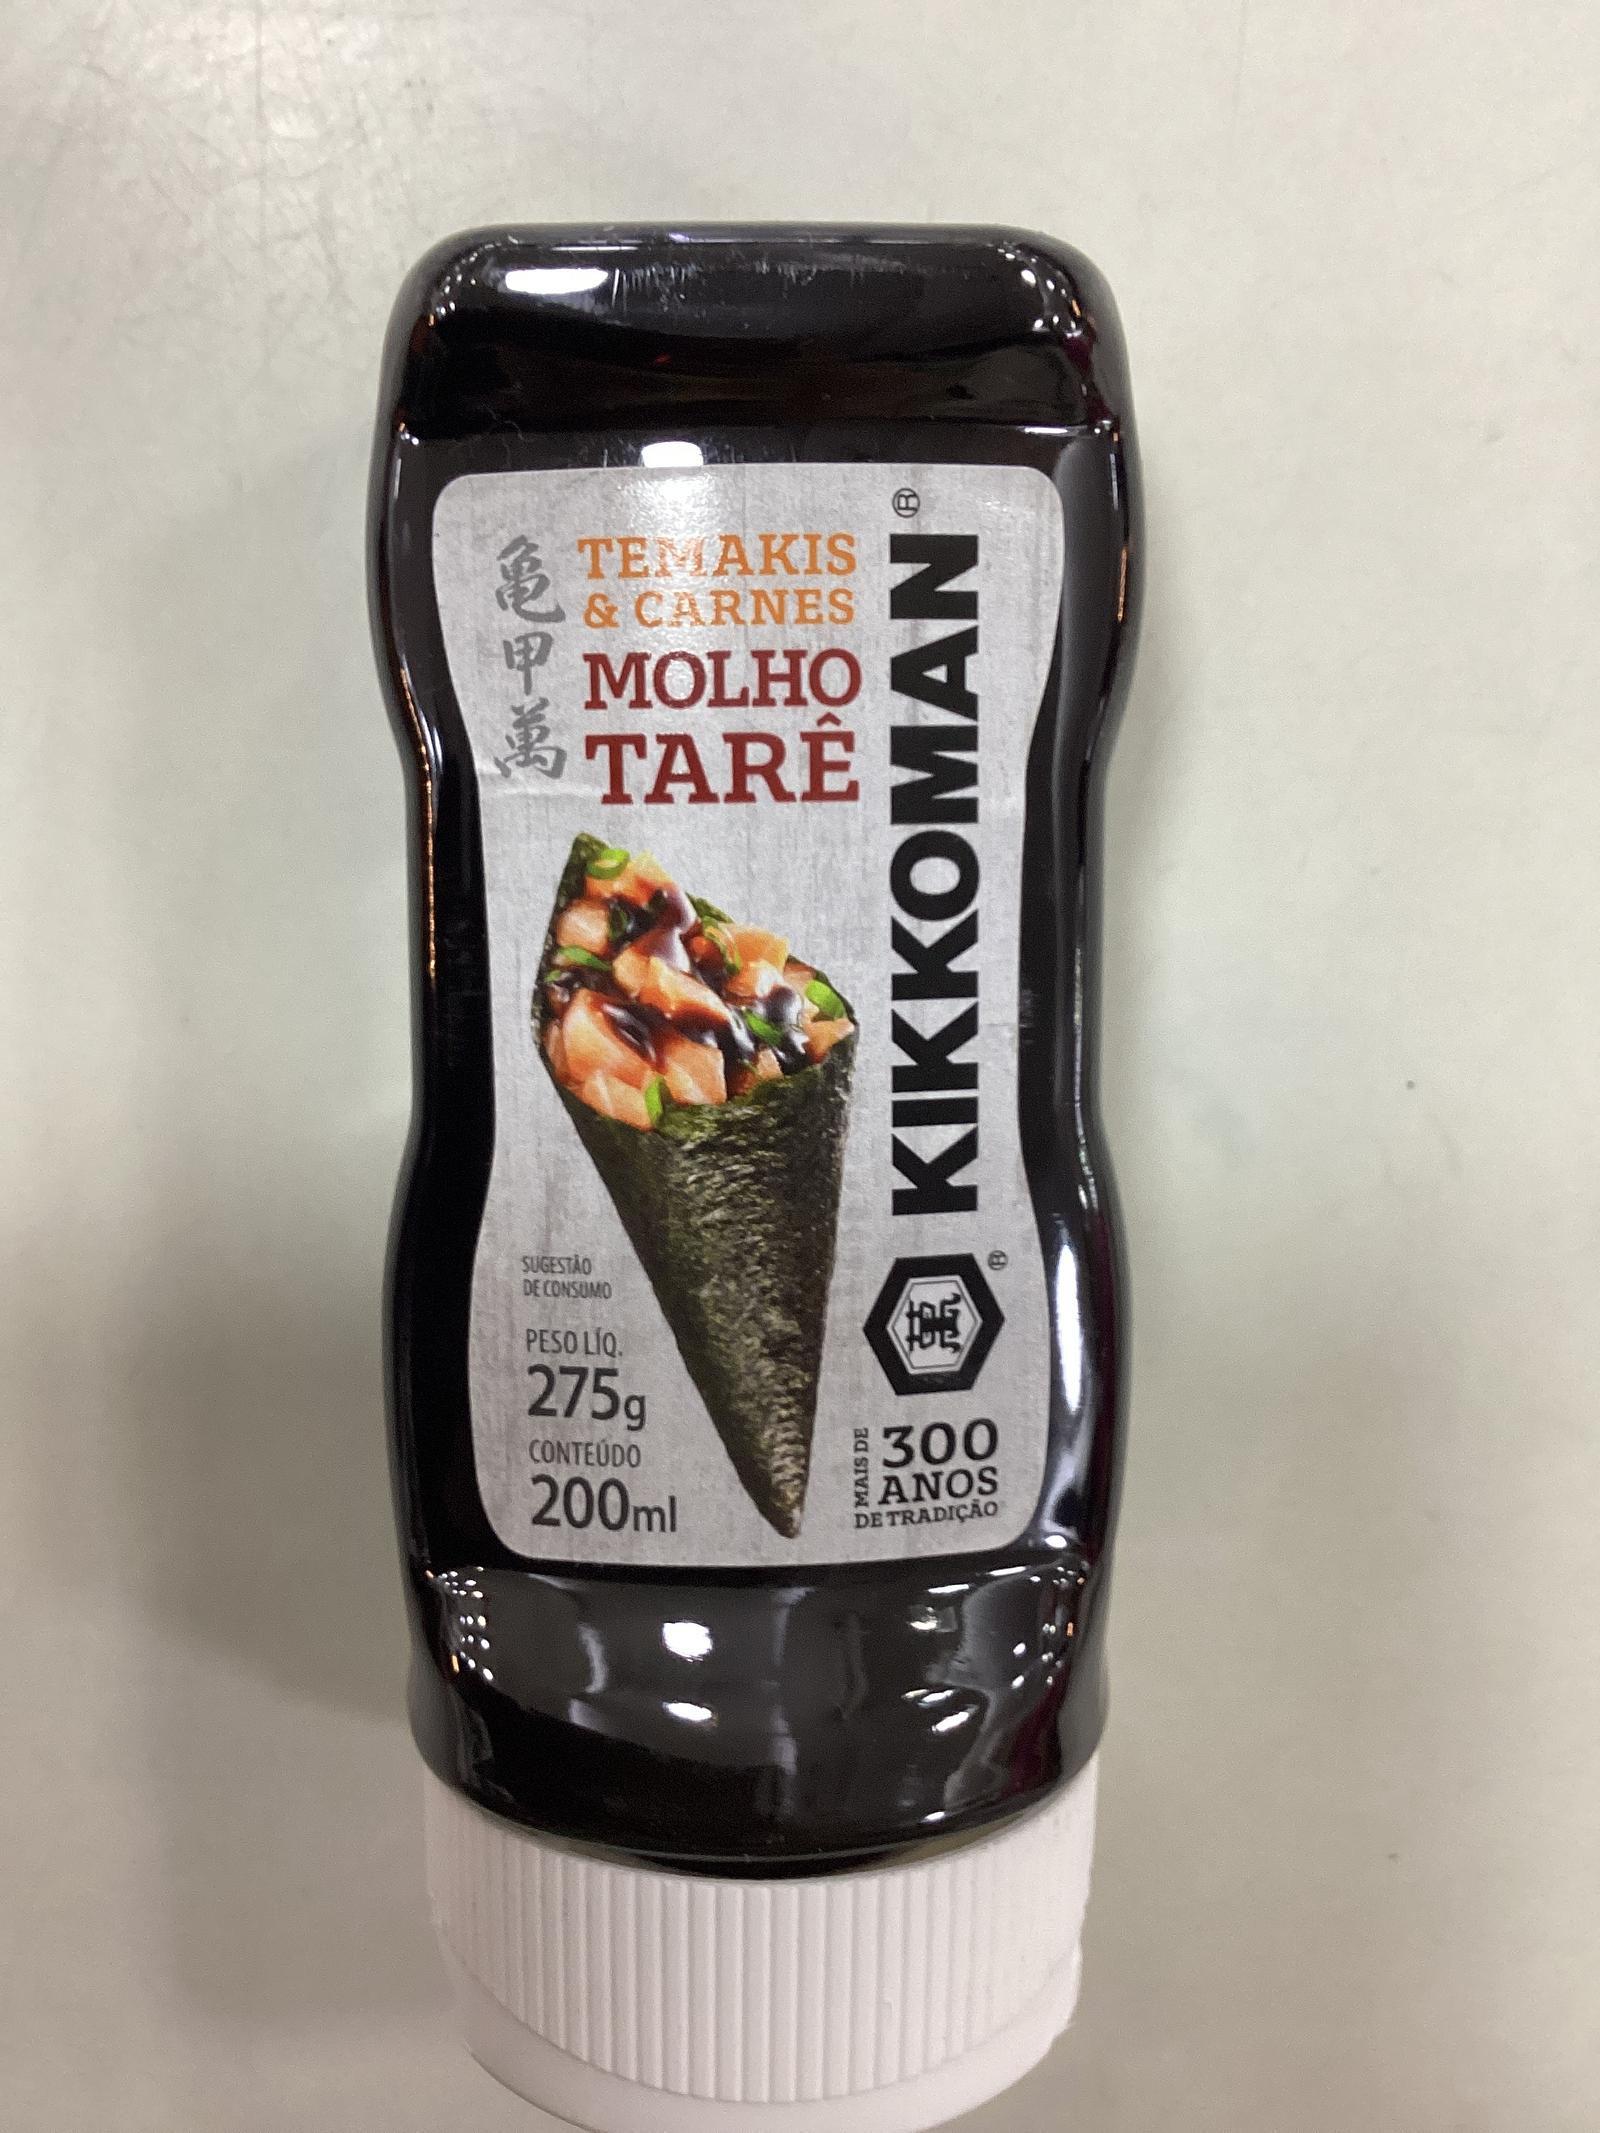 亀甲萬
TEMAKIS
& CARNES
MOLHO
TARÊ
KIKKOMAN®
萬
®
SUGESTÃO
DE CONSUMO
PESO LÍQ.
275g
CONTEÚDO
200ml
MAIS DE
300
ANOS
DE TRADIÇÃO